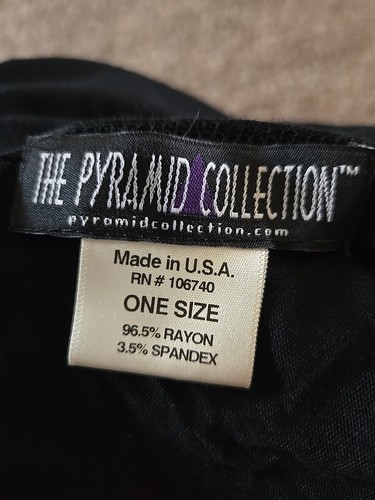 THE PYRAMID COLLECTION™
pyramidcollection.com
Made in U.S.A.
RN # 106740
ONE SIZE
96.5% RAYON
3.5% SPANDEX